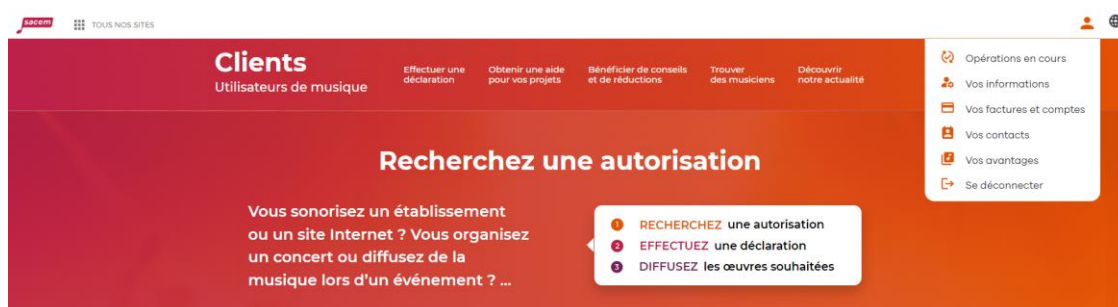 sacem
TOUS NOS SITES
Clients
Utilisateurs de musique
Effectuer une
déclaration
Obtenir une aide
pour vos projets
Bénéficier de conseils
et de réductions
Trouver
des musiciens
Découvrir
notre actualité
Opérations en cours
Vos informations
Vos factures et comptes
Vos contacts
Vos avantages
Se déconnecter
Recherchez une autorisation
Vous sonorisez un établissement
ou un site Internet ? Vous organisez
un concert ou diffusez de la
musique lors d'un événement ? ...
1 RECHERCHEZ une autorisation
2 EFFECTUEZ une déclaration
3 DIFFUSEZ les œuvres souhaitées